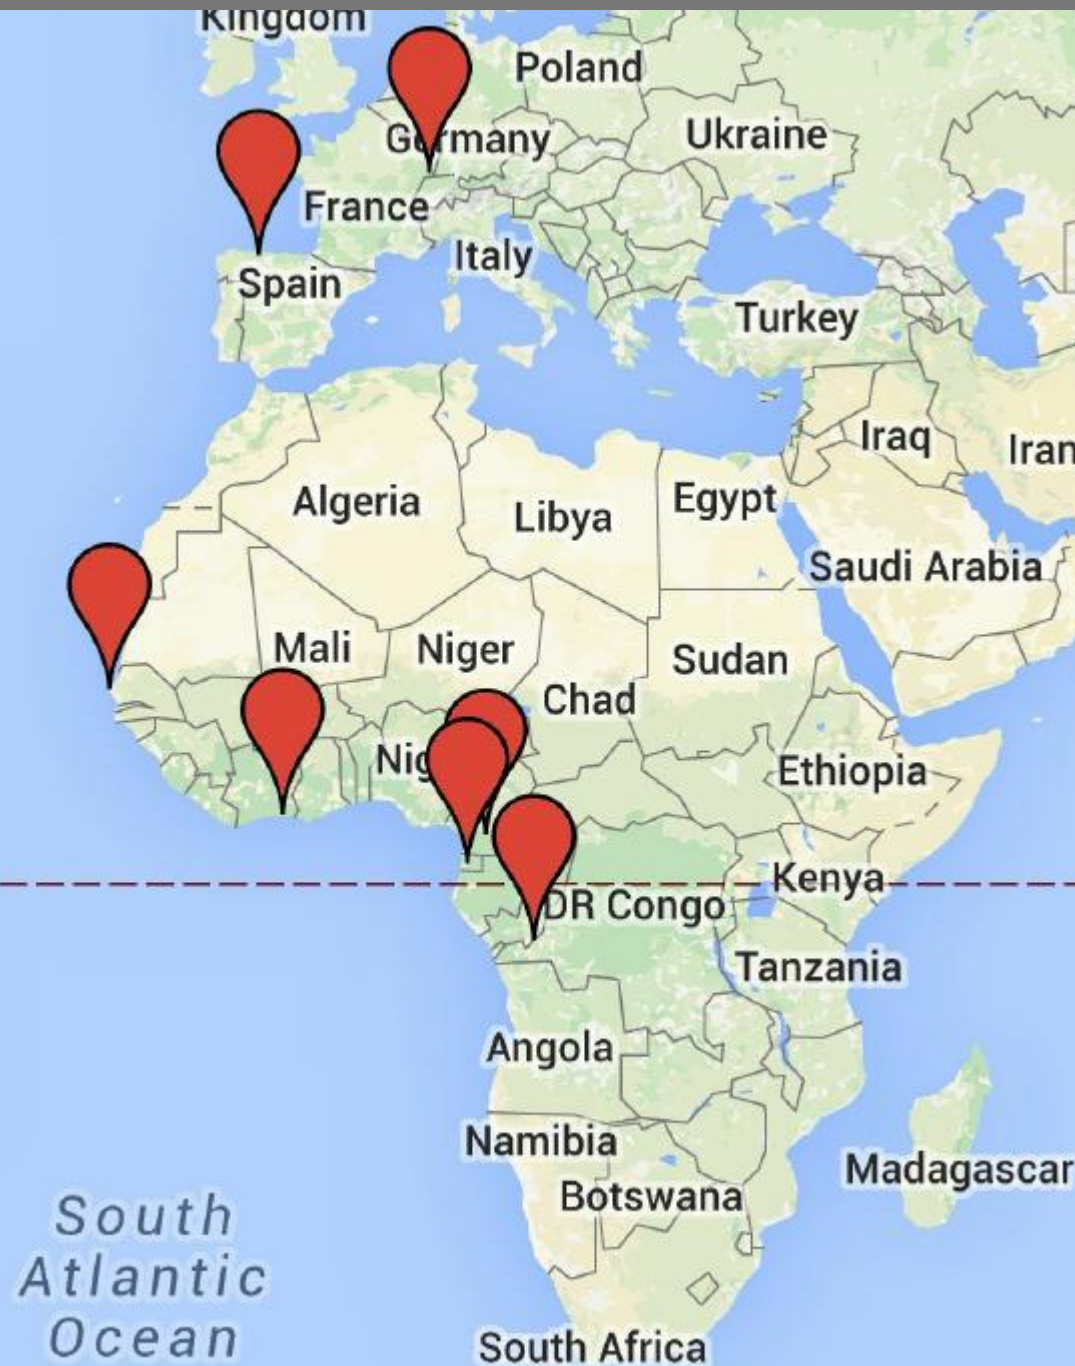 Kingdom
Poland
Germany
Ukraine
France
Italy
Spain
Turkey
Iraq
Iran
Algeria
Libya
Egypt
Saudi Arabia
Mali
Niger
Sudan
Chad
Nig
Ethiopia
Kenya
DR Congo
Tanzania
Angola
Namibia
Madagascar
Botswana
South
Atlantic
Ocean
South Africa